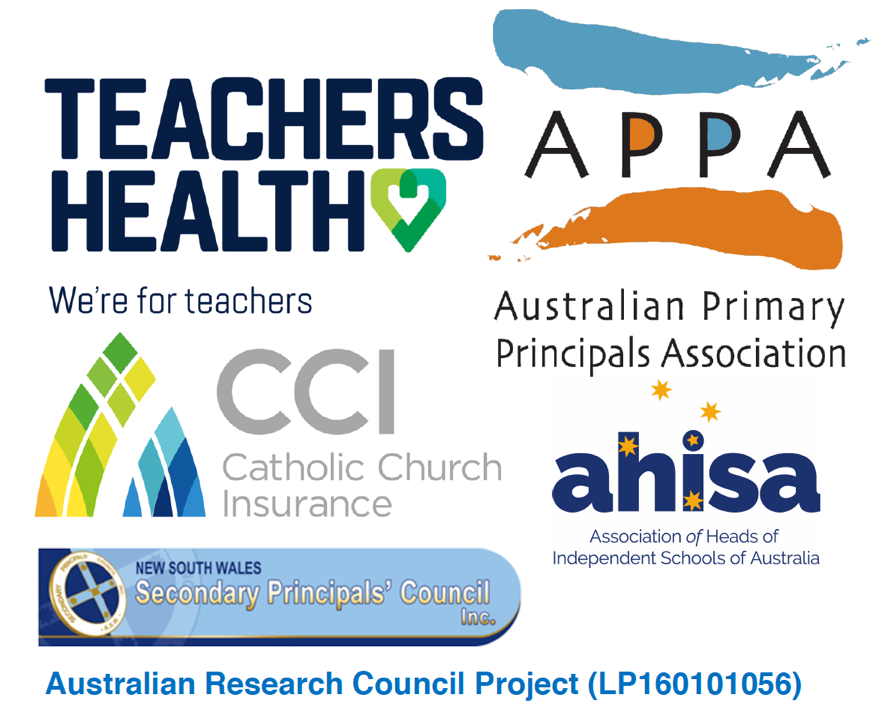 TEACHERS
HEALTH
We're for teachers
APPA
Australian Primary
Principals Association
CCI
Catholic Church
Insurance
ahisa
Association of Heads of
Independent Schools of Australia
NEW SOUTH WALES
Secondary Principals' Council
Inc.
Australian Research Council Project (LP160101056)